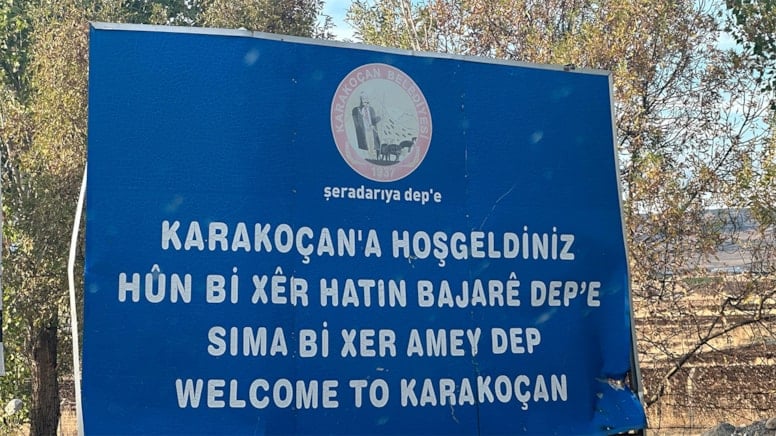 KARAKOÇAN BELEDİYESİ
1937
şeradarıya dep'e
KARAKOÇAN'A HOŞGELDİNİZ
HÛN BI XÊR HATIN BAJARÊ DEP'E
SIMA Bİ XER AMEY DEP
WELCOME TO KARAKOÇAN